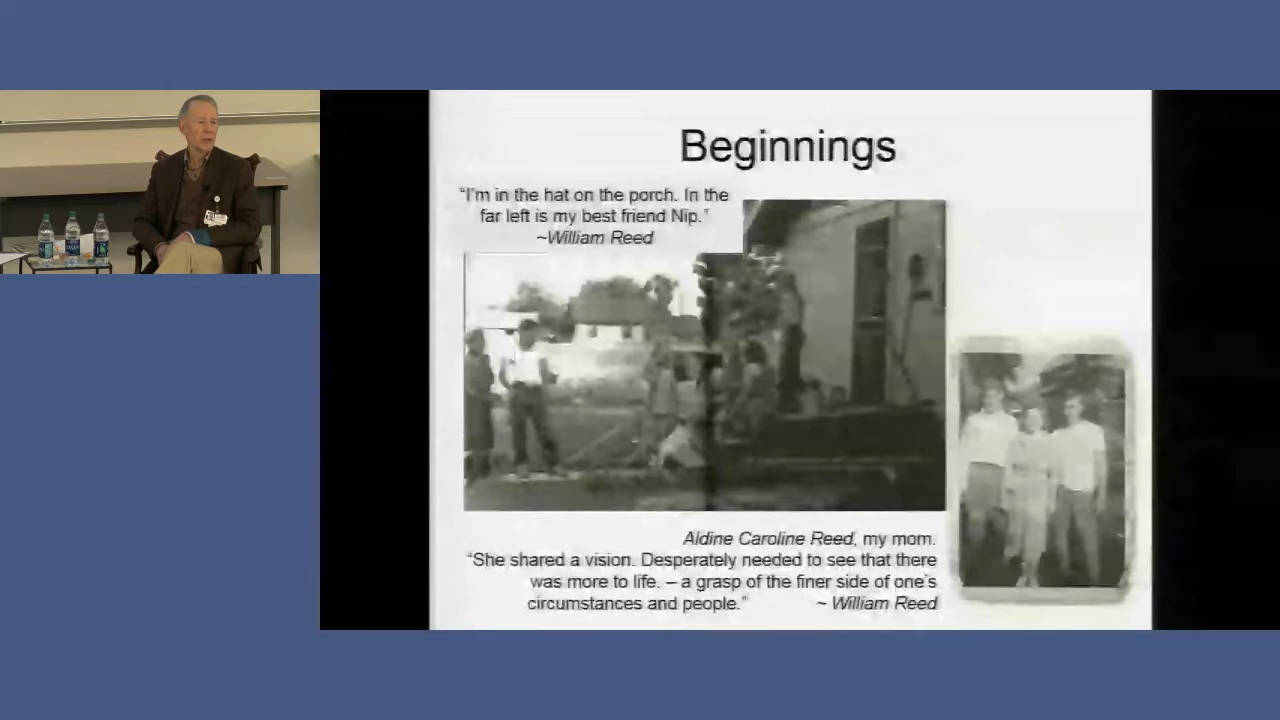 Beginnings
“I'm in the hat on the porch. In the
far left is my best friend Nip.”
~William Reed
Aldine Caroline Reed, my mom.
“She shared a vision. Desperately needed to see that there
was more to life. – a grasp of the finer side of one's
circumstances and people.” ~ William Reed